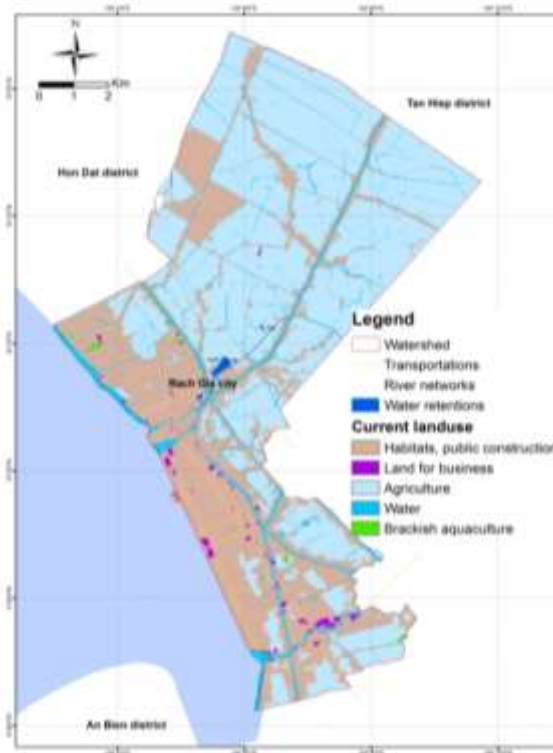 N
Km
0 1 2
Tan Hiep district
Hon Dat district
Legend
Watershed
Transportations
River networks
Rach Gia city
Water retentions
Current landuse
Habitats, public construction
Land for business
Agriculture
Water
Brackish aquaculture
An Bien district